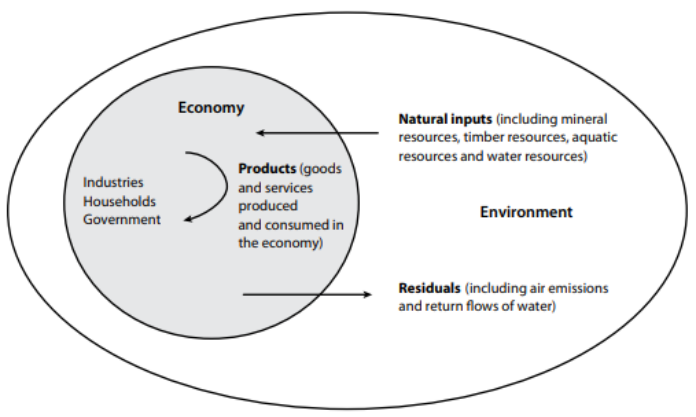 Economy
Natural inputs (including mineral
resources, timber resources, aquatic
resources and water resources)
Products (goods
and services
produced
and consumed in
the economy)
Industries
Households
Government
Environment
Residuals (including air emissions
and return flows of water)